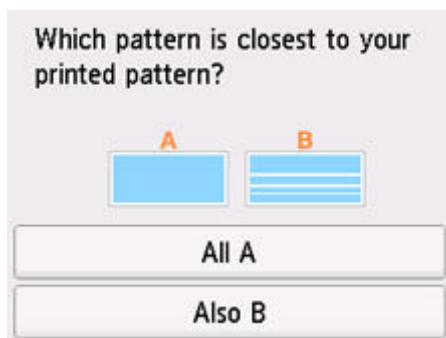 Which pattern is closest to your
printed pattern?
A B
All A
Also B